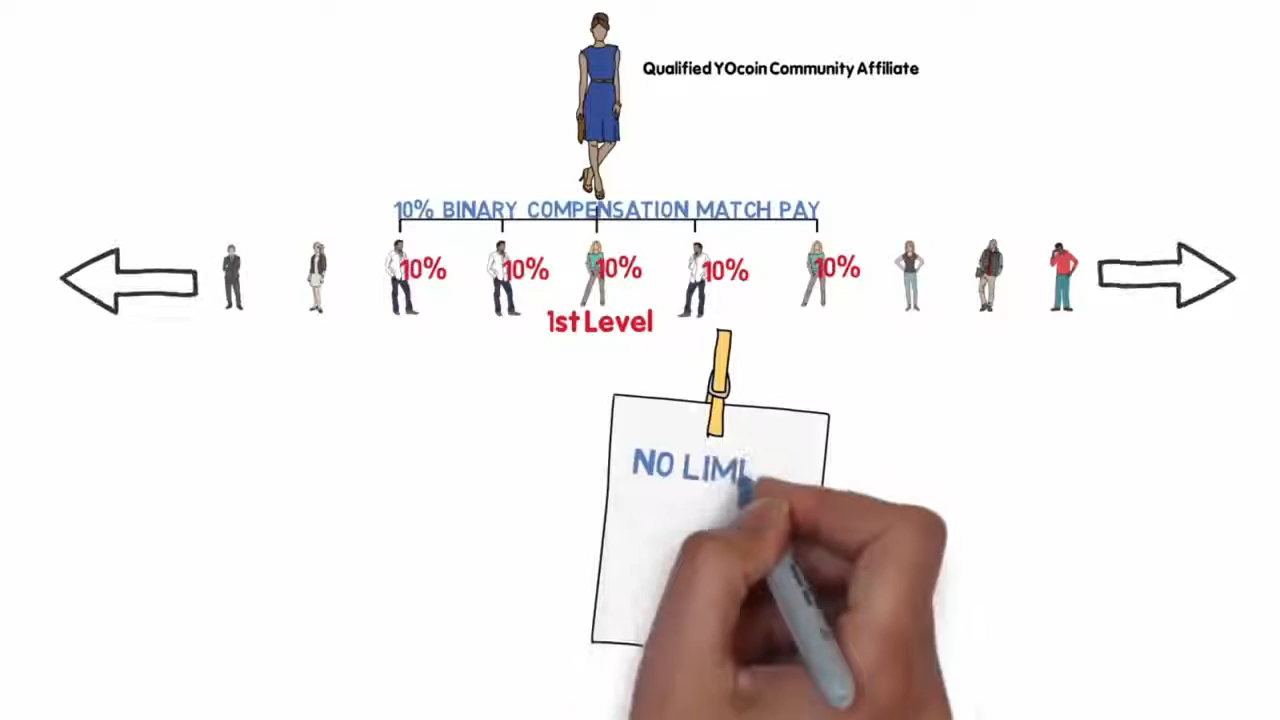 Qualified YOcoin Community Affiliate
10% BINARY COMPENSATION MATCH PAY
10% 10% 10% 10% 10%
1st Level
NO LIMI